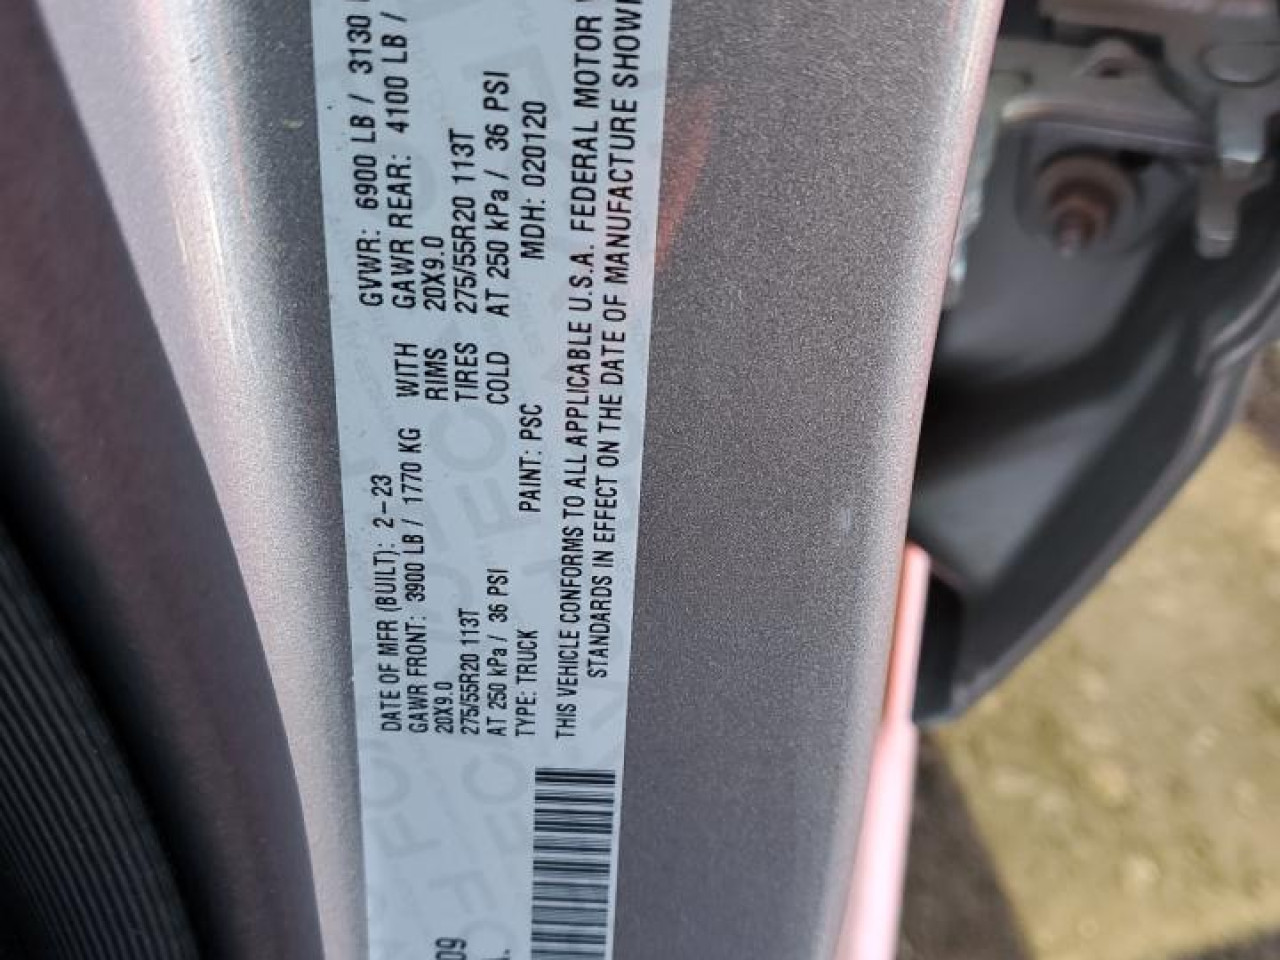 DATE OF MFR (BUILT): 2-23 GVWR: 6900 LB / 3130
GAWR FRONT: 3900 LB / 1770 KG WITH GAWR REAR: 4100 LB /
20X9.0 RIMS 20X9.0
275/55R20 113T TIRES 275/55R20 113T
AT 250 kPa / 36 PSI COLD AT 250 kPa / 36 PSI
TYPE: TRUCK PAINT: PSC MDH: 020112​0
THIS VEHICLE CONFORMS TO ALL APPLICABLE U.S.A. FEDERAL MOTOR
STANDARDS IN EFFECT ON THE DATE OF MANUFACTURE SHOWN
09